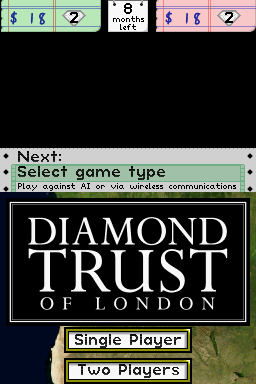 $ 18 2
8
months
left
$ 18 2
Next:
Select game type
Play against AI or via wireless communications
DIAMOND
TRUST
OF LONDON
Single Player
Two Players